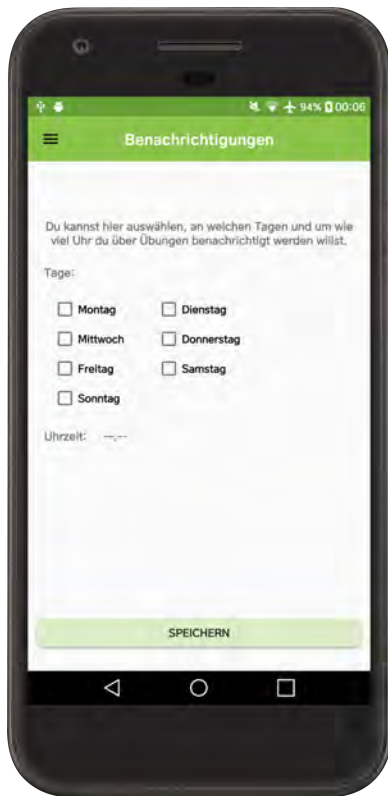 94% 00:06
Benachrichtigungen
Du kannst hier auswählen, an welchen Tagen und um wie
viel Uhr du über Übungen benachrichtigt werden willst.
Tage:
Montag Dienstag
Mittwoch Donnerstag
Freitag Samstag
Sonntag
Uhrzeit: --.--
SPEICHERN